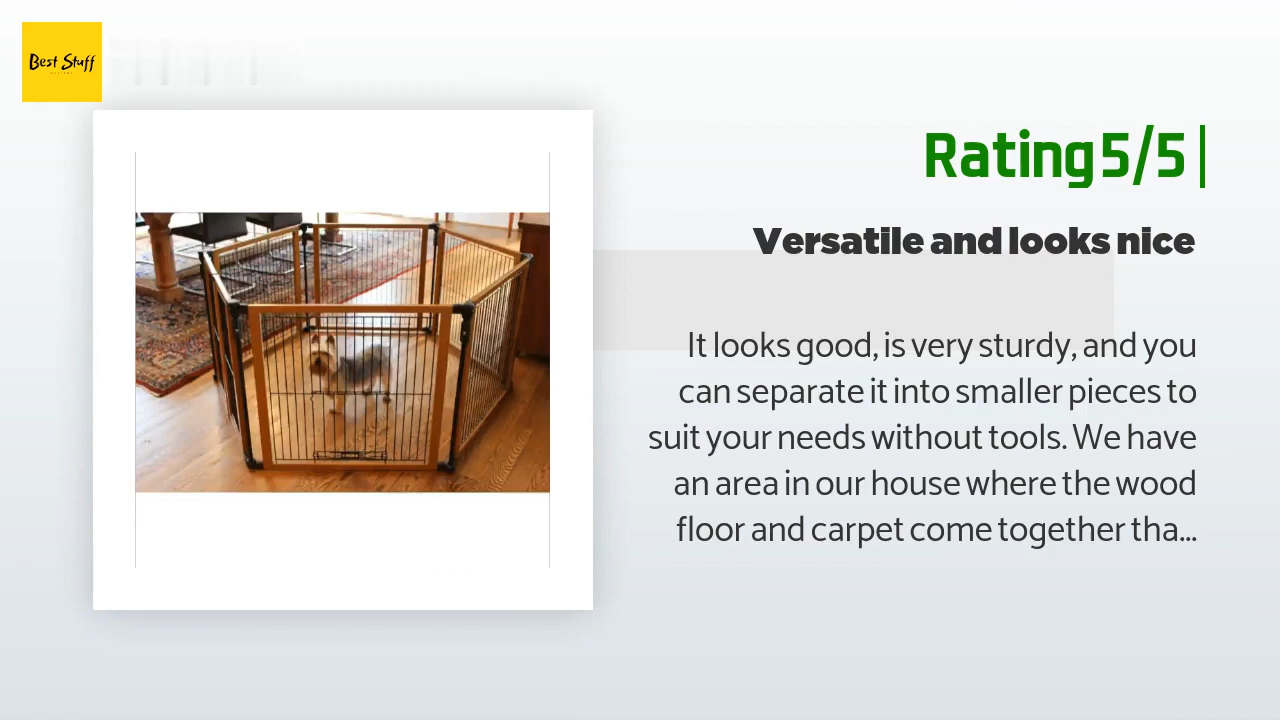 Best Stuff
Rating 5/5 |
Versatile and looks nice
It looks good, is very sturdy, and you
can separate it into smaller pieces to
suit your needs without tools. We have
an area in our house where the wood
floor and carpet come together tha...